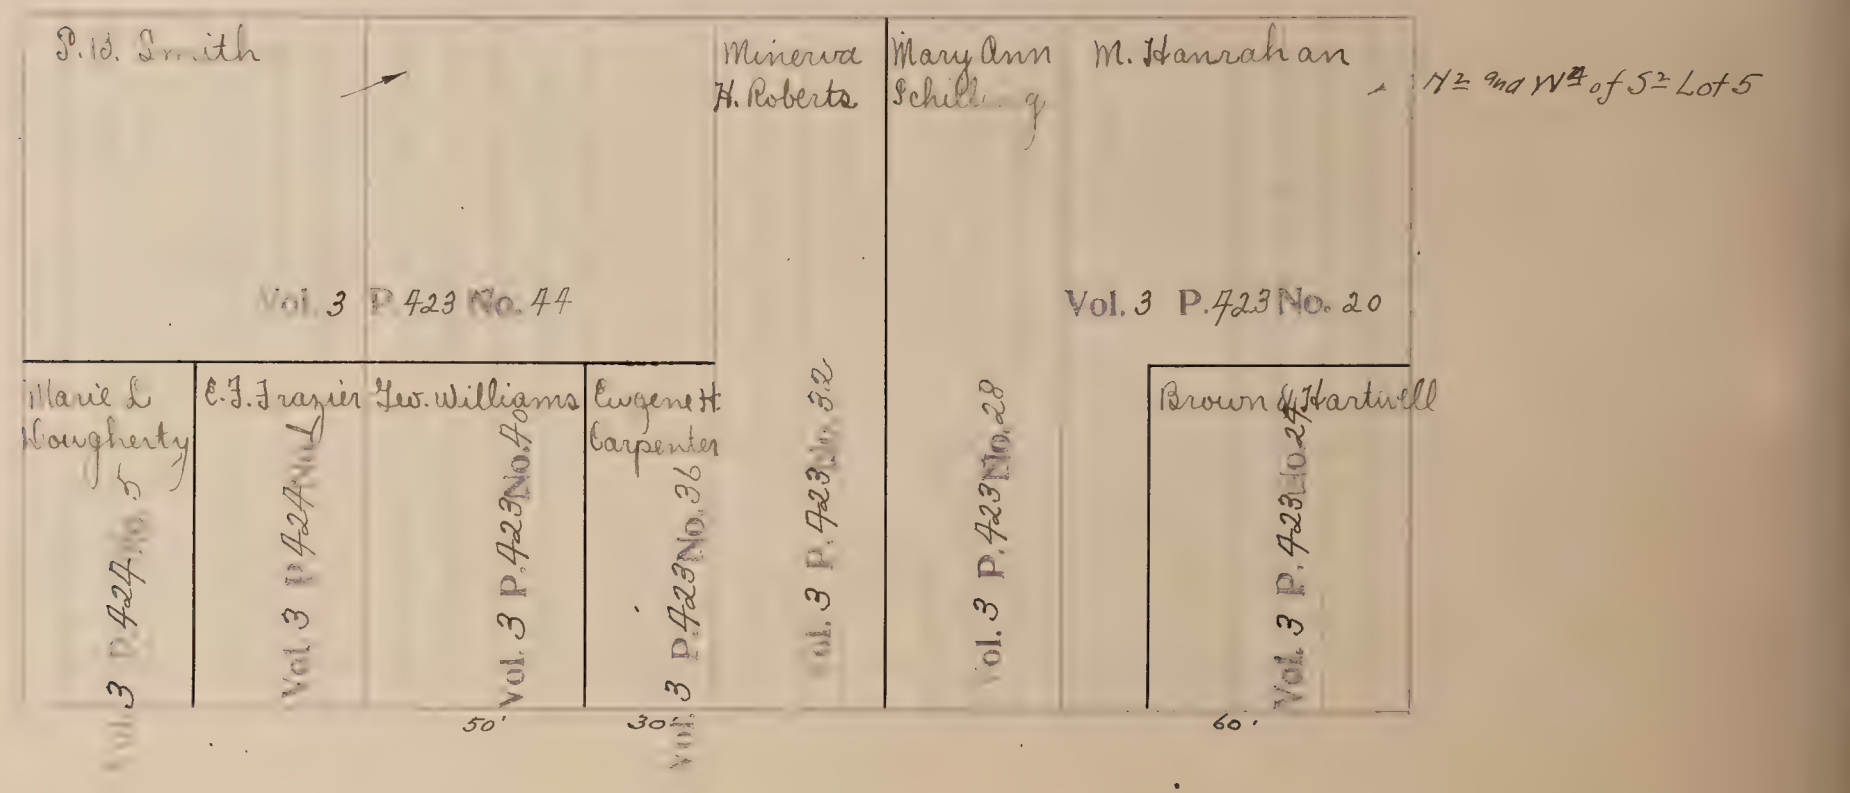 P. H. Smith
Minerva
H. Roberts
Mary Ann
Schilling
M. Hanrahan
N½ and W¼ of S½ Lot 5
Vol. 3 P. 423 No. 44
Vol. 3 P. 423 No. 20
Marie L
Dougherty
Vol. 3 P. 424 No. 5
E. F. Frazier
Vol. 3 P. 424 No. 1
Geo. Williams
Vol. 3 P. 423 No. 40
Eugene H.
Carpenter
Vol. 3 P. 423 No. 36
Vol. 3 P. 423 No. 32
Vol. 3 P. 423 No. 28
Brown & Hartwell
Vol. 3 P. 423 No. 24
50'
30'
60'